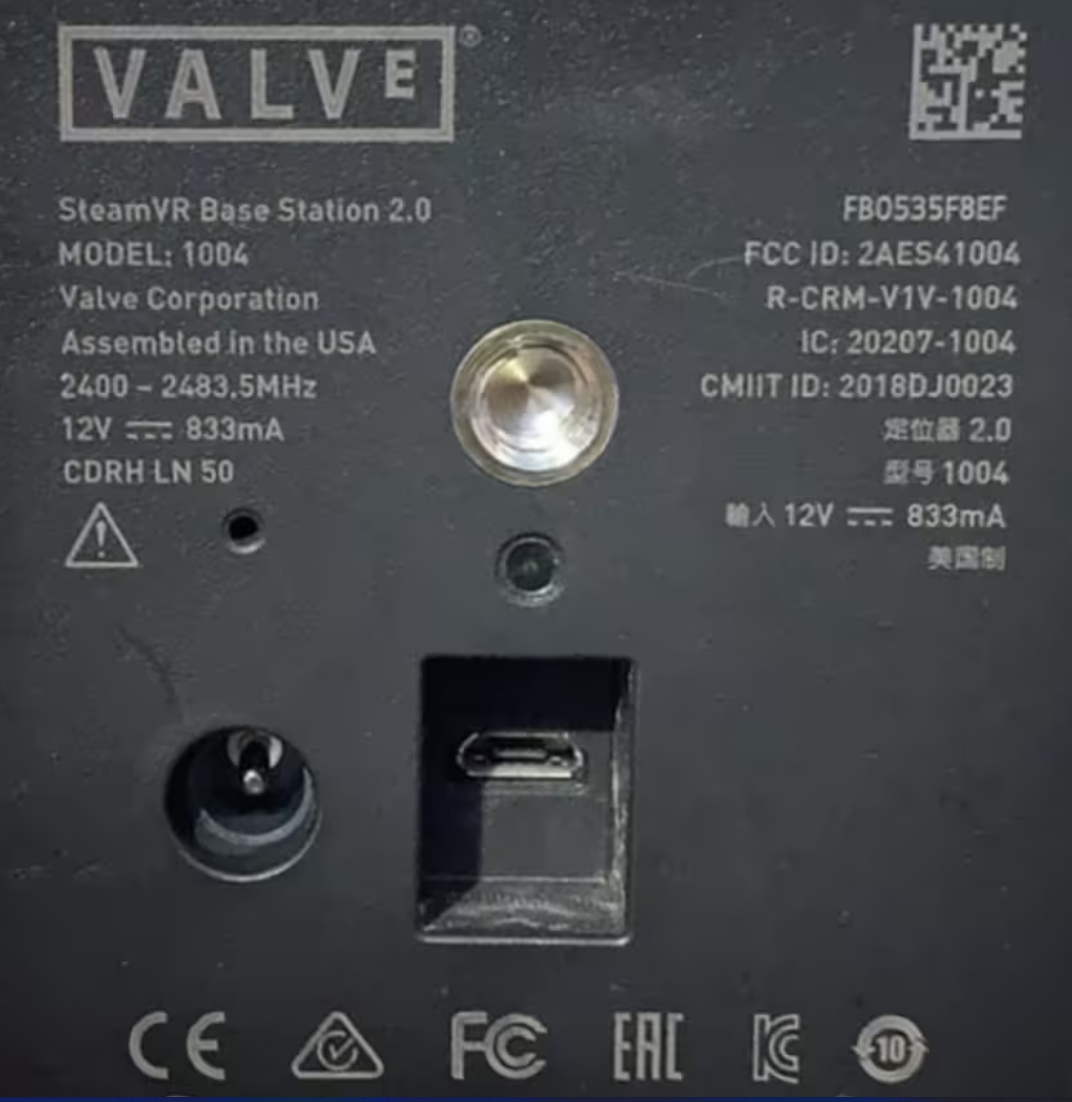 VALVE®
SteamVR Base Station 2.0
MODEL: 1004
Valve Corporation
Assembled in the USA
2400 – 2483.5MHz
12V ⎓ 833mA
CDRH LN 50
FB0535F8EF
FCC ID: 2AES41004
R-CRM-V1V-1004
IC: 20207-1004
CMIIT ID: 2018DJ0023
定位器 2.0
型号 1004
输入 12V ⎓ 833mA
美国制
CE
FC
EAC
KC
10